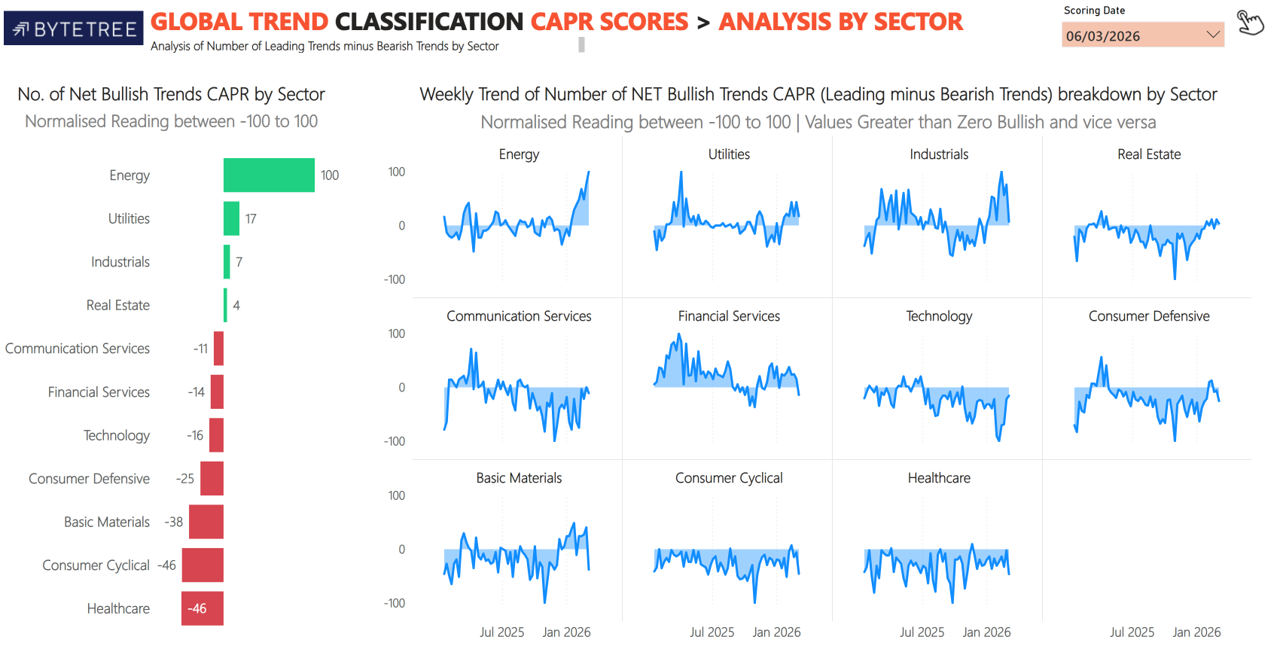 BYTETREE
GLOBAL TREND CLASSIFICATION CAPR SCORES > ANALYSIS BY SECTOR
Analysis of Number of Leading Trends minus Bearish Trends by Sector
Scoring Date
06/03/2026
No. of Net Bullish Trends CAPR by Sector
Normalised Reading between -100 to 100
Energy 100
Utilities 17
Industrials 7
Real Estate 4
Communication Services -11
Financial Services -14
Technology -16
Consumer Defensive -25
Basic Materials -38
Consumer Cyclical -46
Healthcare -46
Weekly Trend of Number of NET Bullish Trends CAPR (Leading minus Bearish Trends) breakdown by Sector
Normalised Reading between -100 to 100 | Values Greater than Zero Bullish and vice versa
Energy Utilities Industrials Real Estate
100
0
-100
Communication Services Financial Services Technology Consumer Defensive
100
0
-100
Basic Materials Consumer Cyclical Healthcare
100
0
-100
Jul 2025 Jan 2026 Jul 2025 Jan 2026 Jul 2025 Jan 2026 Jul 2025 Jan 2026